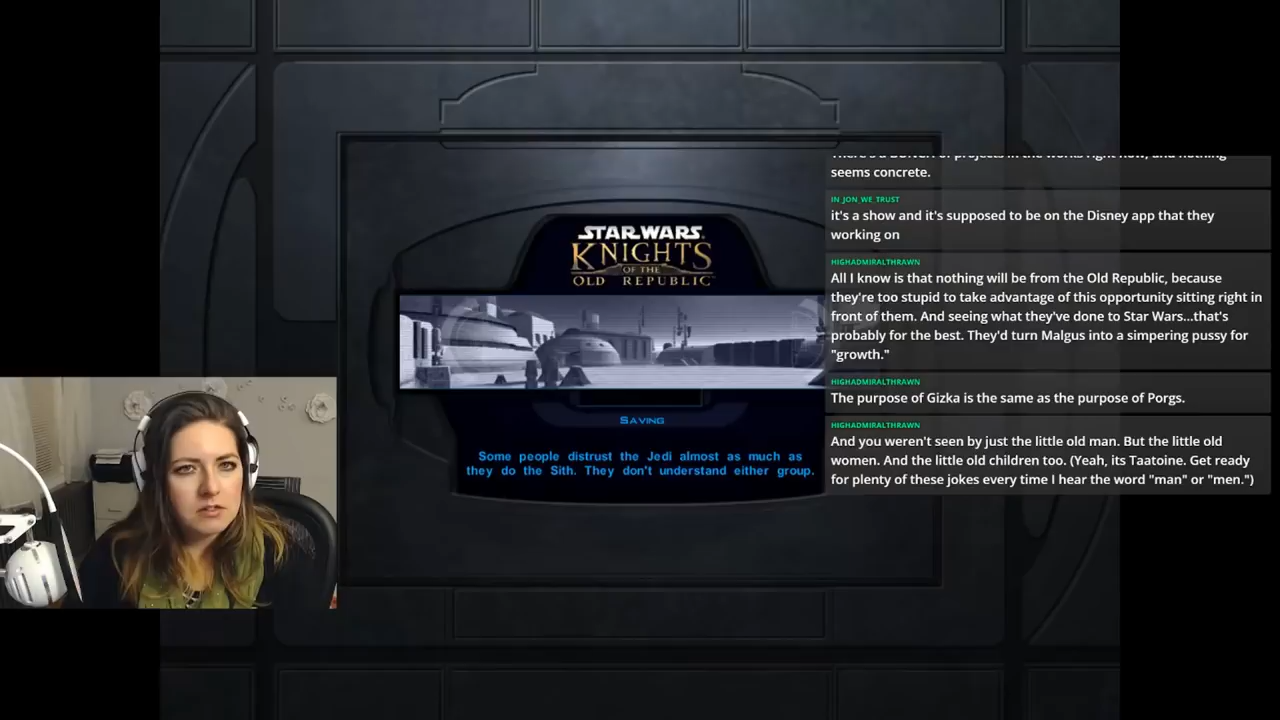 seems concrete.
IN_JON_WE_TRUST
it's a show and it's supposed to be on the Disney app that they
working on
HIGHADMIRALTHRAWN
All I know is that nothing will be from the Old Republic, because
they're too stupid to take advantage of this opportunity sitting right in
front of them. And seeing what they've done to Star Wars...that's
probably for the best. They'd turn Malgus into a simpering pussy for
"growth."
HIGHADMIRALTHRAWN
The purpose of Gizka is the same as the purpose of Porgs.
HIGHADMIRALTHRAWN
And you weren't seen by just the little old man. But the little old
women. And the little old children too. (Yeah, its Taatoine. Get ready
for plenty of these jokes every time I hear the word "man" or "men.")
STAR WARS
KNIGHTS
OF THE
OLD REPUBLIC
SAVING
Some people distrust the Jedi almost as much as
they do the Sith. They don't understand either group.